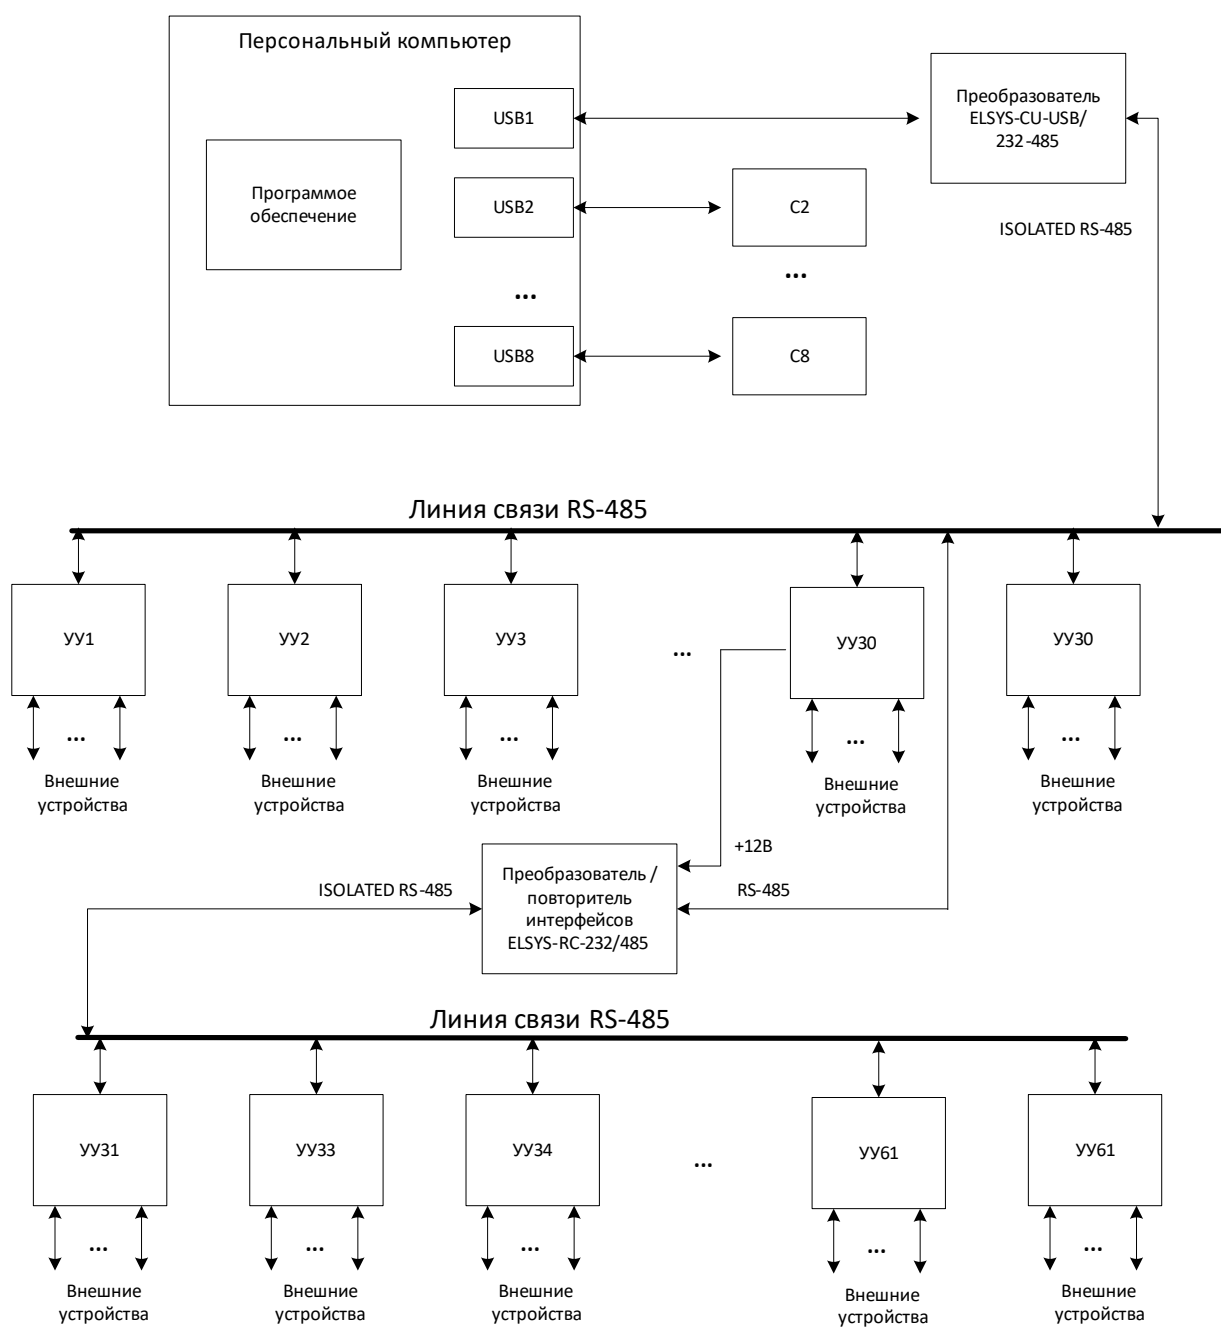 Персональный компьютер
USB1
Преобразователь
ELSYS-CU-USB/
232-485
Программое
обеспечение
USB2
C2
ISOLATED RS-485
...
...
USB8
C8
Линия связи RS-485
УУ1
УУ2
УУ3
...
УУ30
УУ30
...
...
...
...
...
Внешние
устройства
Внешние
устройства
Внешние
устройства
Внешние
устройства
Внешние
устройства
+12В
Преобразователь /
повторитель
интерфейсов
ELSYS-RC-232/485
ISOLATED RS-485
RS-485
Линия связи RS-485
УУ31
УУ33
УУ34
...
УУ61
УУ61
...
...
...
...
...
Внешние
устройства
Внешние
устройства
Внешние
устройства
Внешние
устройства
Внешние
устройства